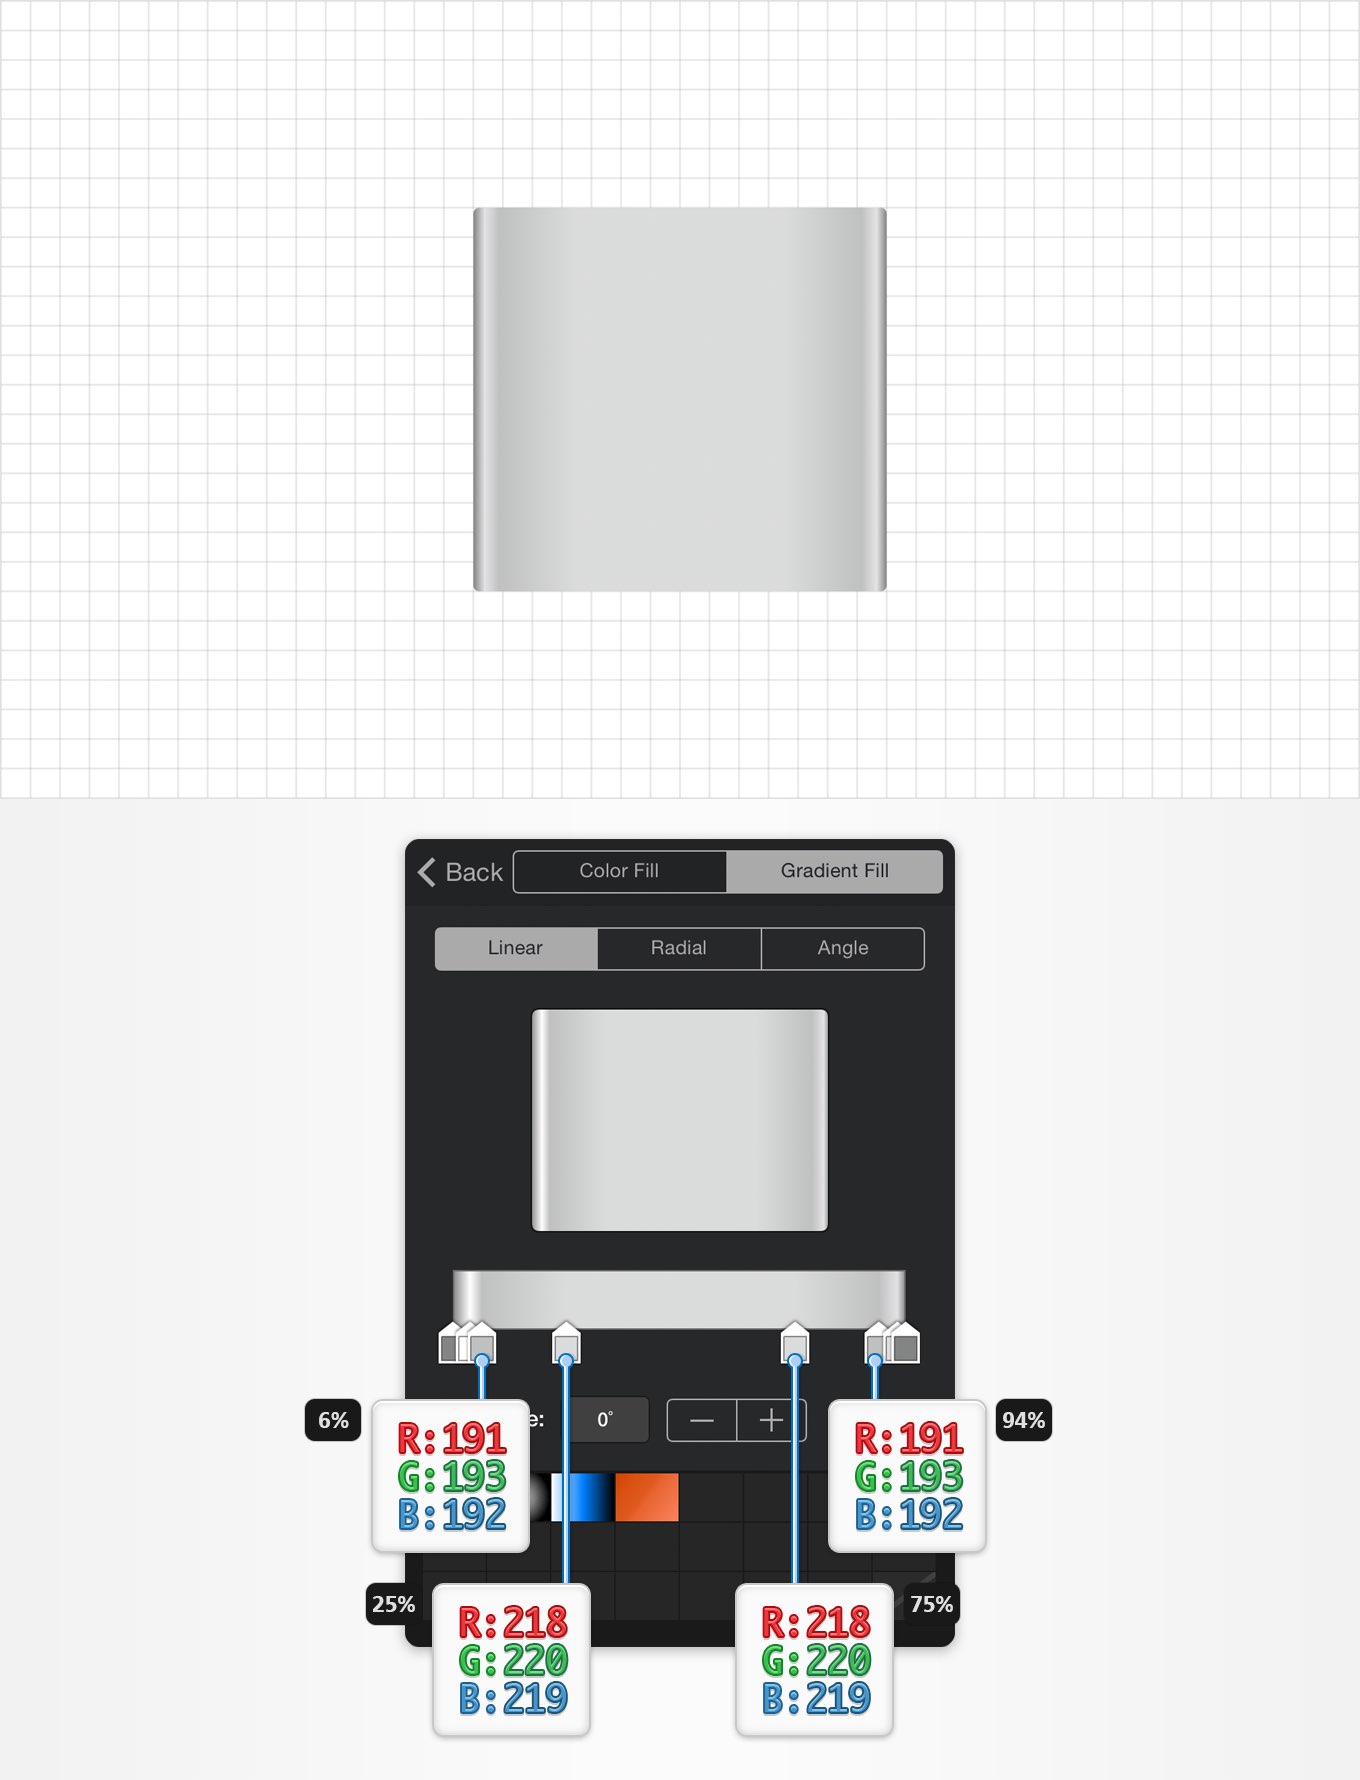 Back
Color Fill
Gradient Fill
Linear
Radial
Angle
6%
e:
0°
94%
R:191
G:193
B:192
R:191
G:193
B:192
25%
75%
R:218
G:220
B:219
R:218
G:220
B:219